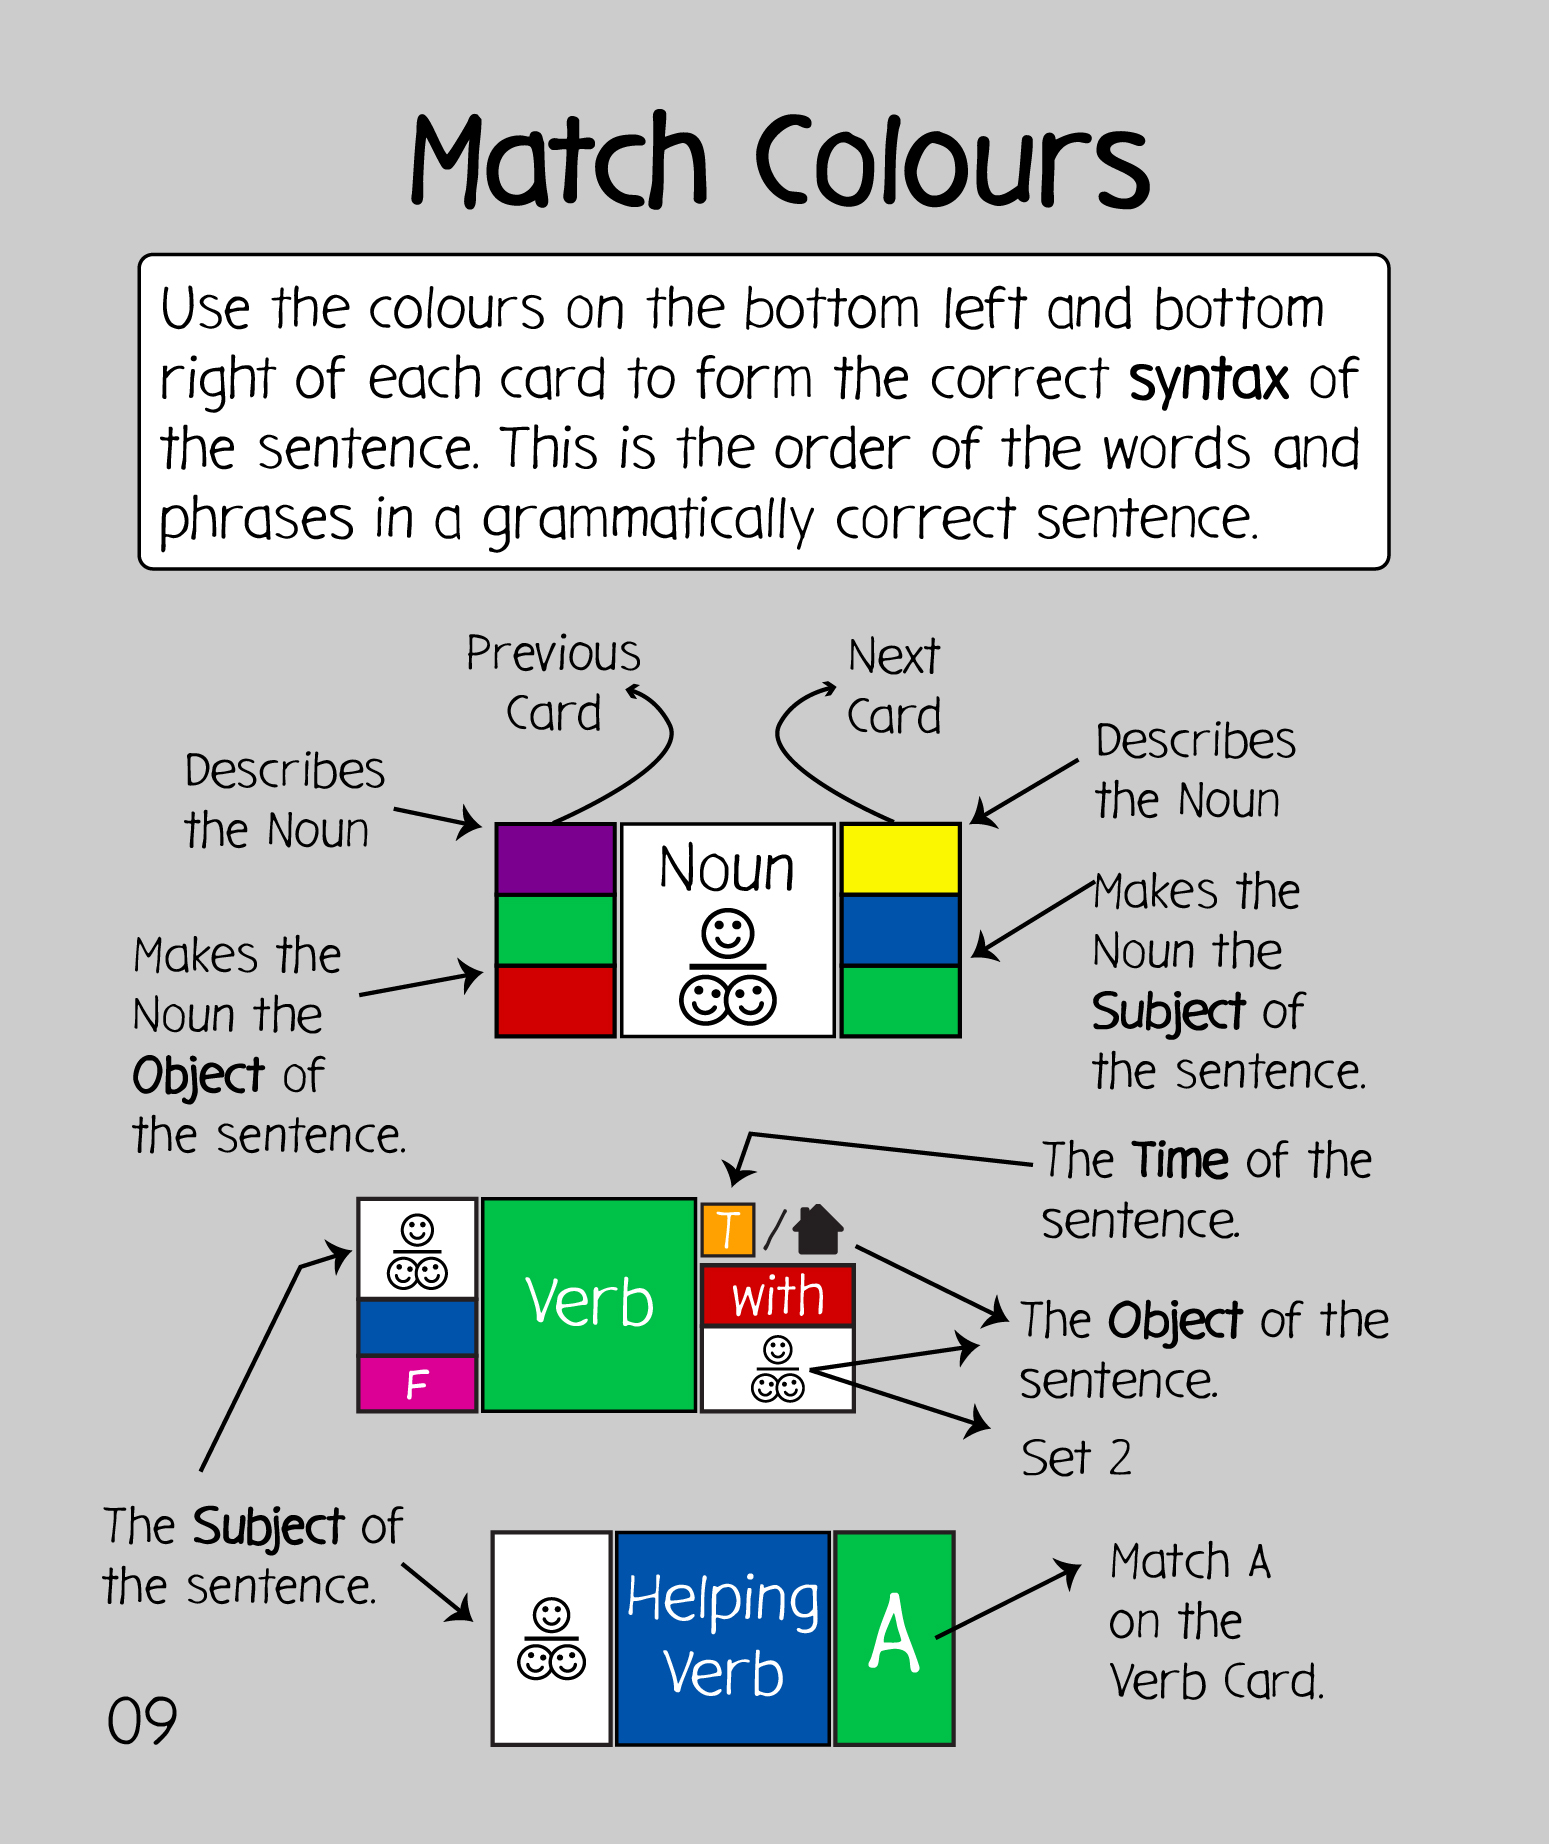 Match Colours
Use the colours on the bottom left and bottom
right of each card to form the correct syntax of
the sentence. This is the order of the words and
phrases in a grammatically correct sentence.
Previous
Card
Next
Card
Describes
the Noun
Describes
the Noun
Noun
Makes the
Noun the
Object of
the sentence.
Makes the
Noun the
Subject of
the sentence.
The Time of the
sentence.
T /
Verb
with
F
The Object of the
sentence.
Set 2
The Subject of
the sentence.
Helping
Verb
A
Match A
on the
Verb Card.
09